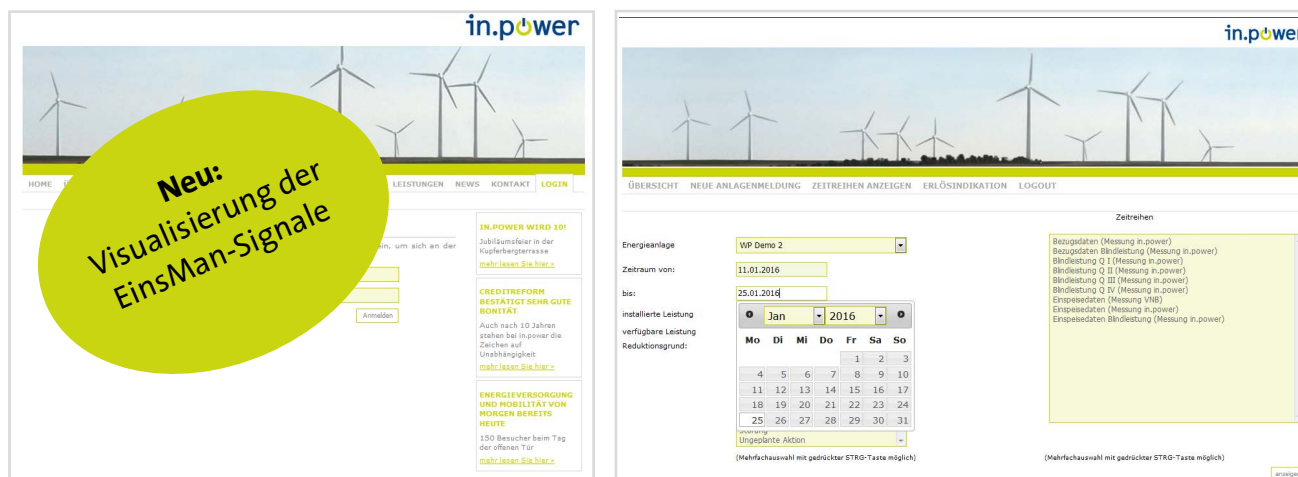 in.power
HOME
LEISTUNGEN NEWS KONTAKT LOGIN
Neu:
Visualisierung der
EinsMan-Signale
ein, um sich an der
Anmelden
IN.POWER WIRD 10!
Jubiläumsfeier in der
Kupferbergterrasse
mehr lesen Sie hier »
CREDITREFORM
BESTÄTIGT SEHR GUTE
BONITÄT
Auch nach 10 Jahren
stehen bei in.power die
Zeichen auf
Unabhängigkeit
mehr lesen Sie hier »
ENERGIEVERSORGUNG
UND MOBILITÄT VON
MORGEN BEREITS
HEUTE
150 Besucher beim Tag
der offenen Tür
mehr lesen Sie hier »
in.power
ÜBERSICHT NEUE ANLAGENMELDUNG ZEITREIHEN ANZEIGEN ERLÖSINDIKATION LOGOUT
Zeitreihen
Energieanlage WP Demo 2
Zeitraum von: 11.01.2016
bis: 25.01.2016
installierte Leistung
verfügbare Leistung
Reduktionsgrund:
Jan 2016
Mo Di Mi Do Fr Sa So
1 2 3
4 5 6 7 8 9 10
11 12 13 14 15 16 17
18 19 20 21 22 23 24
25 26 27 28 29 30 31
Störung
Ungeplante Aktion
(Mehrfachauswahl mit gedrückter STRG-Taste möglich)
Bezugsdaten (Messung in.power)
Bezugsdaten Blindleistung (Messung in.power)
Blindleistung Q I (Messung in.power)
Blindleistung Q II (Messung in.power)
Blindleistung Q III (Messung in.power)
Blindleistung Q IV (Messung in.power)
Einspeisedaten (Messung VNB)
Einspeisedaten (Messung in.power)
Einspeisedaten Blindleistung (Messung in.power)
(Mehrfachauswahl mit gedrückter STRG-Taste möglich)
anzeigen